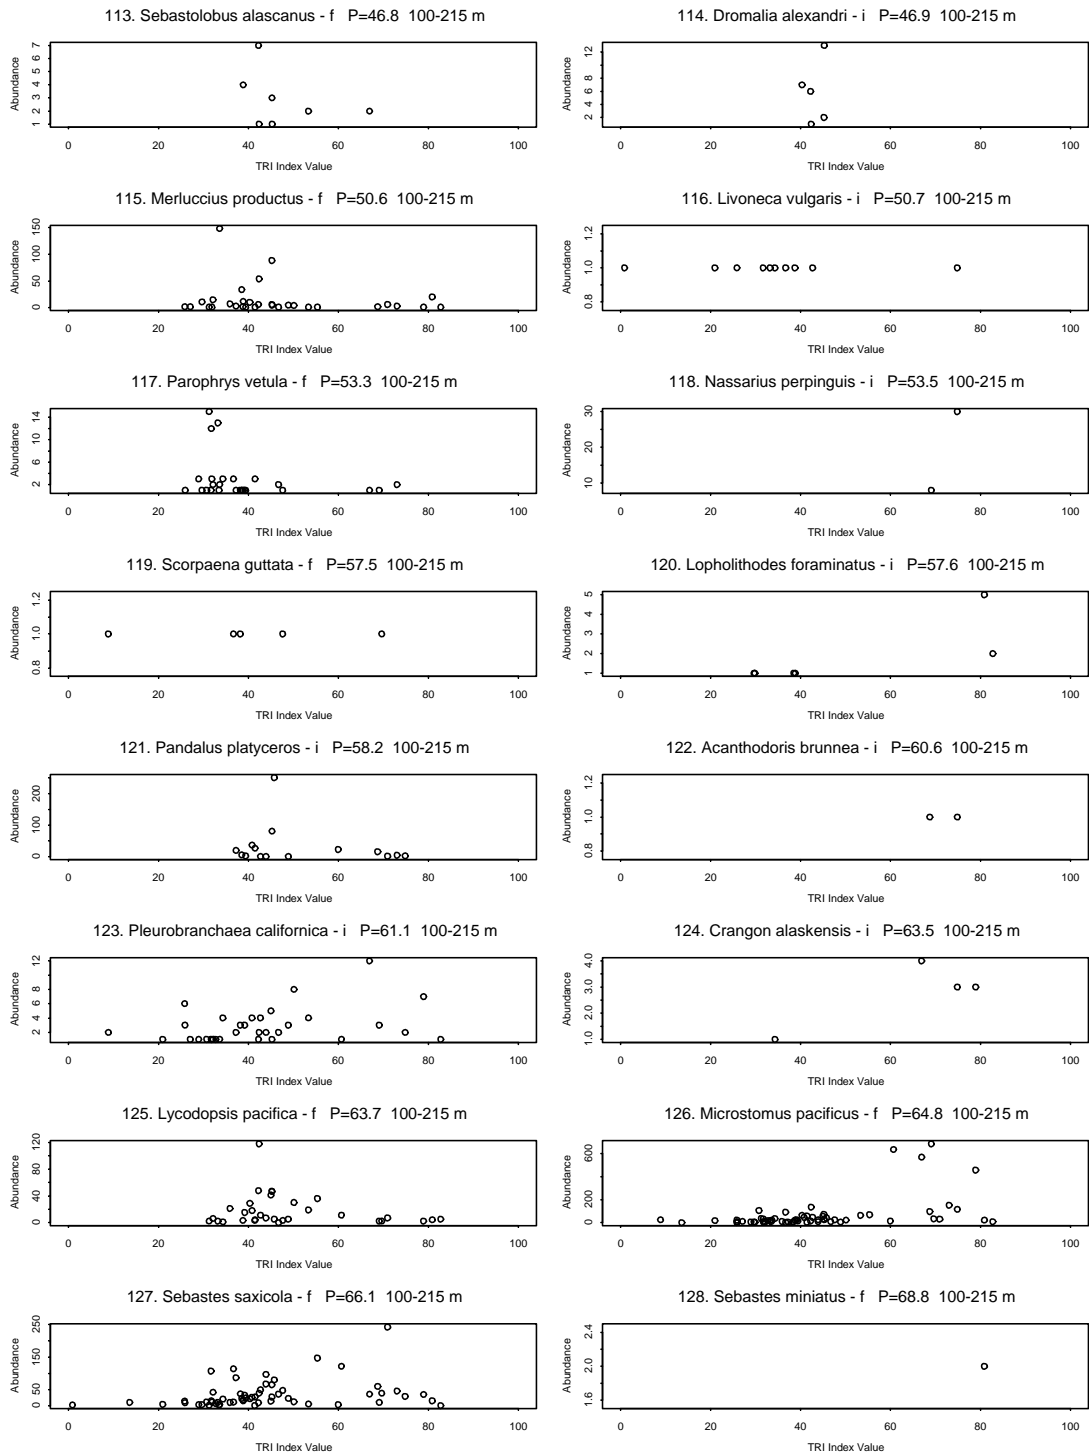 113. Sebastolobus alascanus - f P=46.8 100-215 m
Abundance
1 2 3 4 5 6 7
0 20 40 60 80 100
TRI Index Value
114. Dromalia alexandri - i P=46.9 100-215 m
Abundance
2 4 6 8 12
0 20 40 60 80 100
TRI Index Value
115. Merluccius productus - f P=50.6 100-215 m
Abundance
0 50 100 150
0 20 40 60 80 100
TRI Index Value
116. Livoneca vulgaris - i P=50.7 100-215 m
Abundance
0.8 1.0 1.2
0 20 40 60 80 100
TRI Index Value
117. Parophrys vetula - f P=53.3 100-215 m
Abundance
2 6 10 14
0 20 40 60 80 100
TRI Index Value
118. Nassarius perpinguis - i P=53.5 100-215 m
Abundance
10 20 30
0 20 40 60 80 100
TRI Index Value
119. Scorpaena guttata - f P=57.5 100-215 m
Abundance
0.8 1.0 1.2
0 20 40 60 80 100
TRI Index Value
120. Lopholithodes foraminatus - i P=57.6 100-215 m
Abundance
1 2 3 4 5
0 20 40 60 80 100
TRI Index Value
121. Pandalus platyceros - i P=58.2 100-215 m
Abundance
0 100 200
0 20 40 60 80 100
TRI Index Value
122. Acanthodoris brunnea - i P=60.6 100-215 m
Abundance
0.8 1.0 1.2
0 20 40 60 80 100
TRI Index Value
123. Pleurobranchaea californica - i P=61.1 100-215 m
Abundance
2 4 6 8 12
0 20 40 60 80 100
TRI Index Value
124. Crangon alaskensis - i P=63.5 100-215 m
Abundance
1.0 2.0 3.0 4.0
0 20 40 60 80 100
TRI Index Value
125. Lycodopsis pacifica - f P=63.7 100-215 m
Abundance
0 40 80 120
0 20 40 60 80 100
TRI Index Value
126. Microstomus pacificus - f P=64.8 100-215 m
Abundance
0 200 600
0 20 40 60 80 100
TRI Index Value
127. Sebastes saxicola - f P=66.1 100-215 m
Abundance
0 50 150 250
0 20 40 60 80 100
TRI Index Value
128. Sebastes miniatus - f P=68.8 100-215 m
Abundance
1.6 2.0 2.4
0 20 40 60 80 100
TRI Index Value